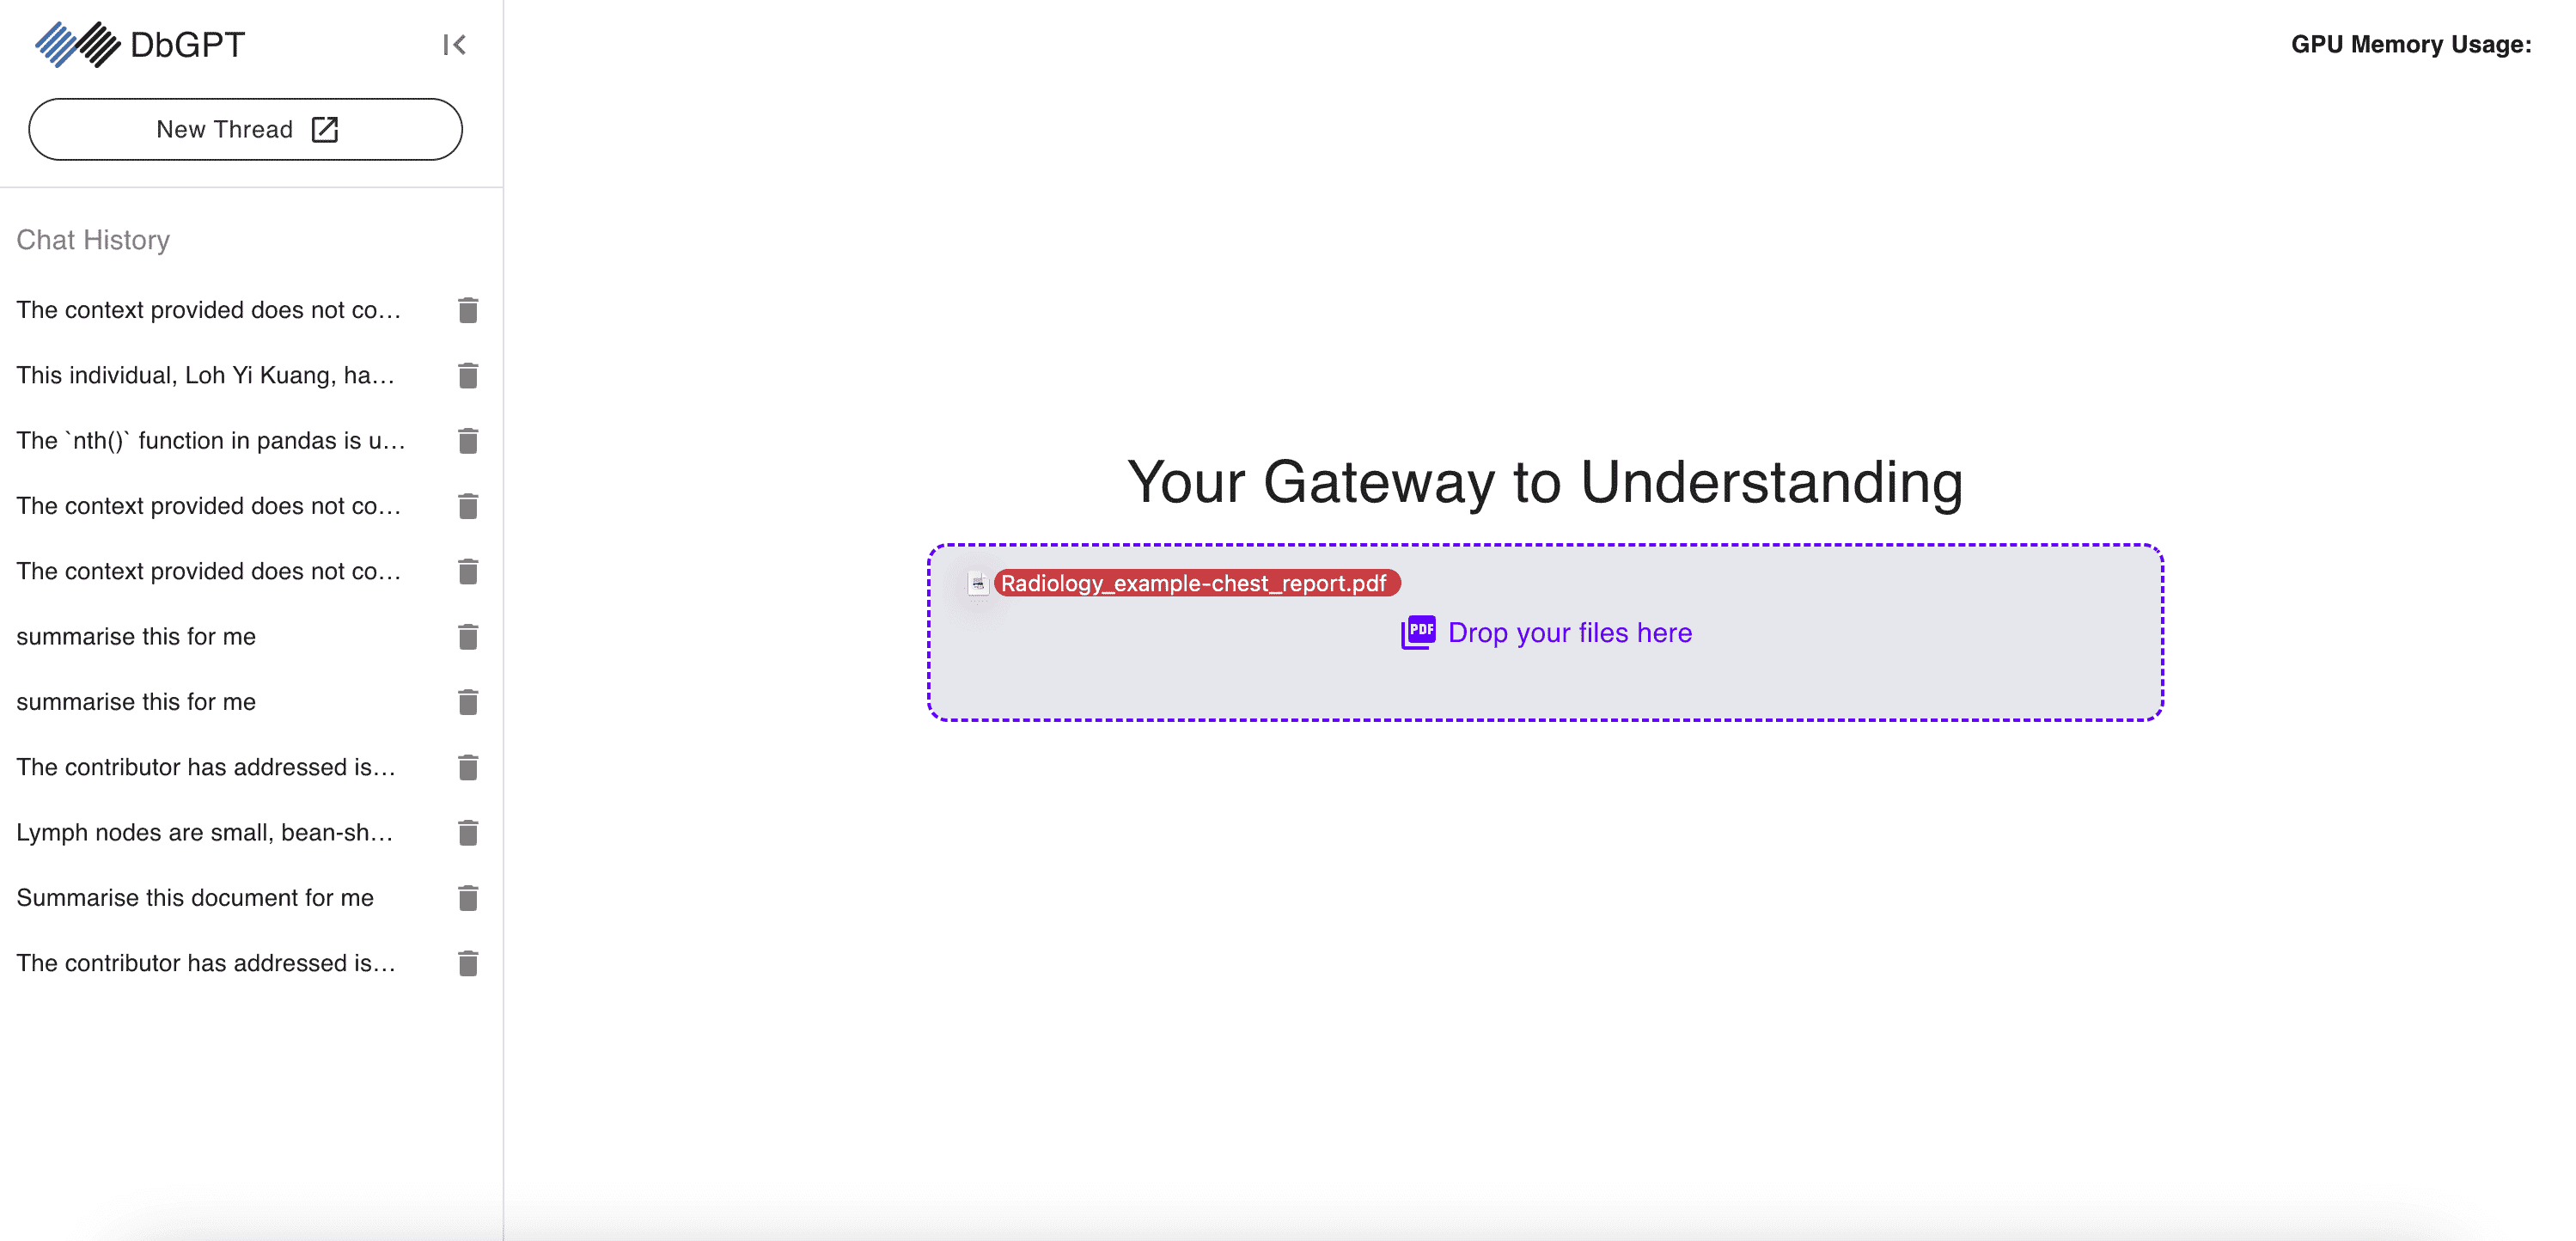 DbGPT
New Thread
Chat History
The context provided does not co...
This individual, Loh Yi Kuang, ha...
The `nth()` function in pandas is u...
The context provided does not co...
The context provided does not co...
summarise this for me
summarise this for me
The contributor has addressed is...
Lymph nodes are small, bean-sh...
Summarise this document for me
The contributor has addressed is...
GPU Memory Usage:
Your Gateway to Understanding
Radiology_example-chest_report.pdf
PDF Drop your files here